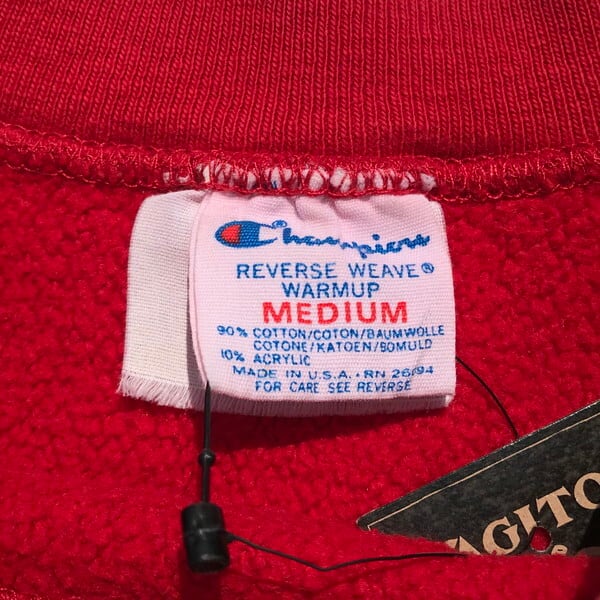 Champion
REVERSE WEAVE®
WARMUP
MEDIUM
90% COTTON/COTON/BAUMWOLLE
COTONE/KATOEN/BOMULD
10% ACRYLIC
MADE IN U.S.A. · RN 26094
FOR CARE SEE REVERSE
AGITO